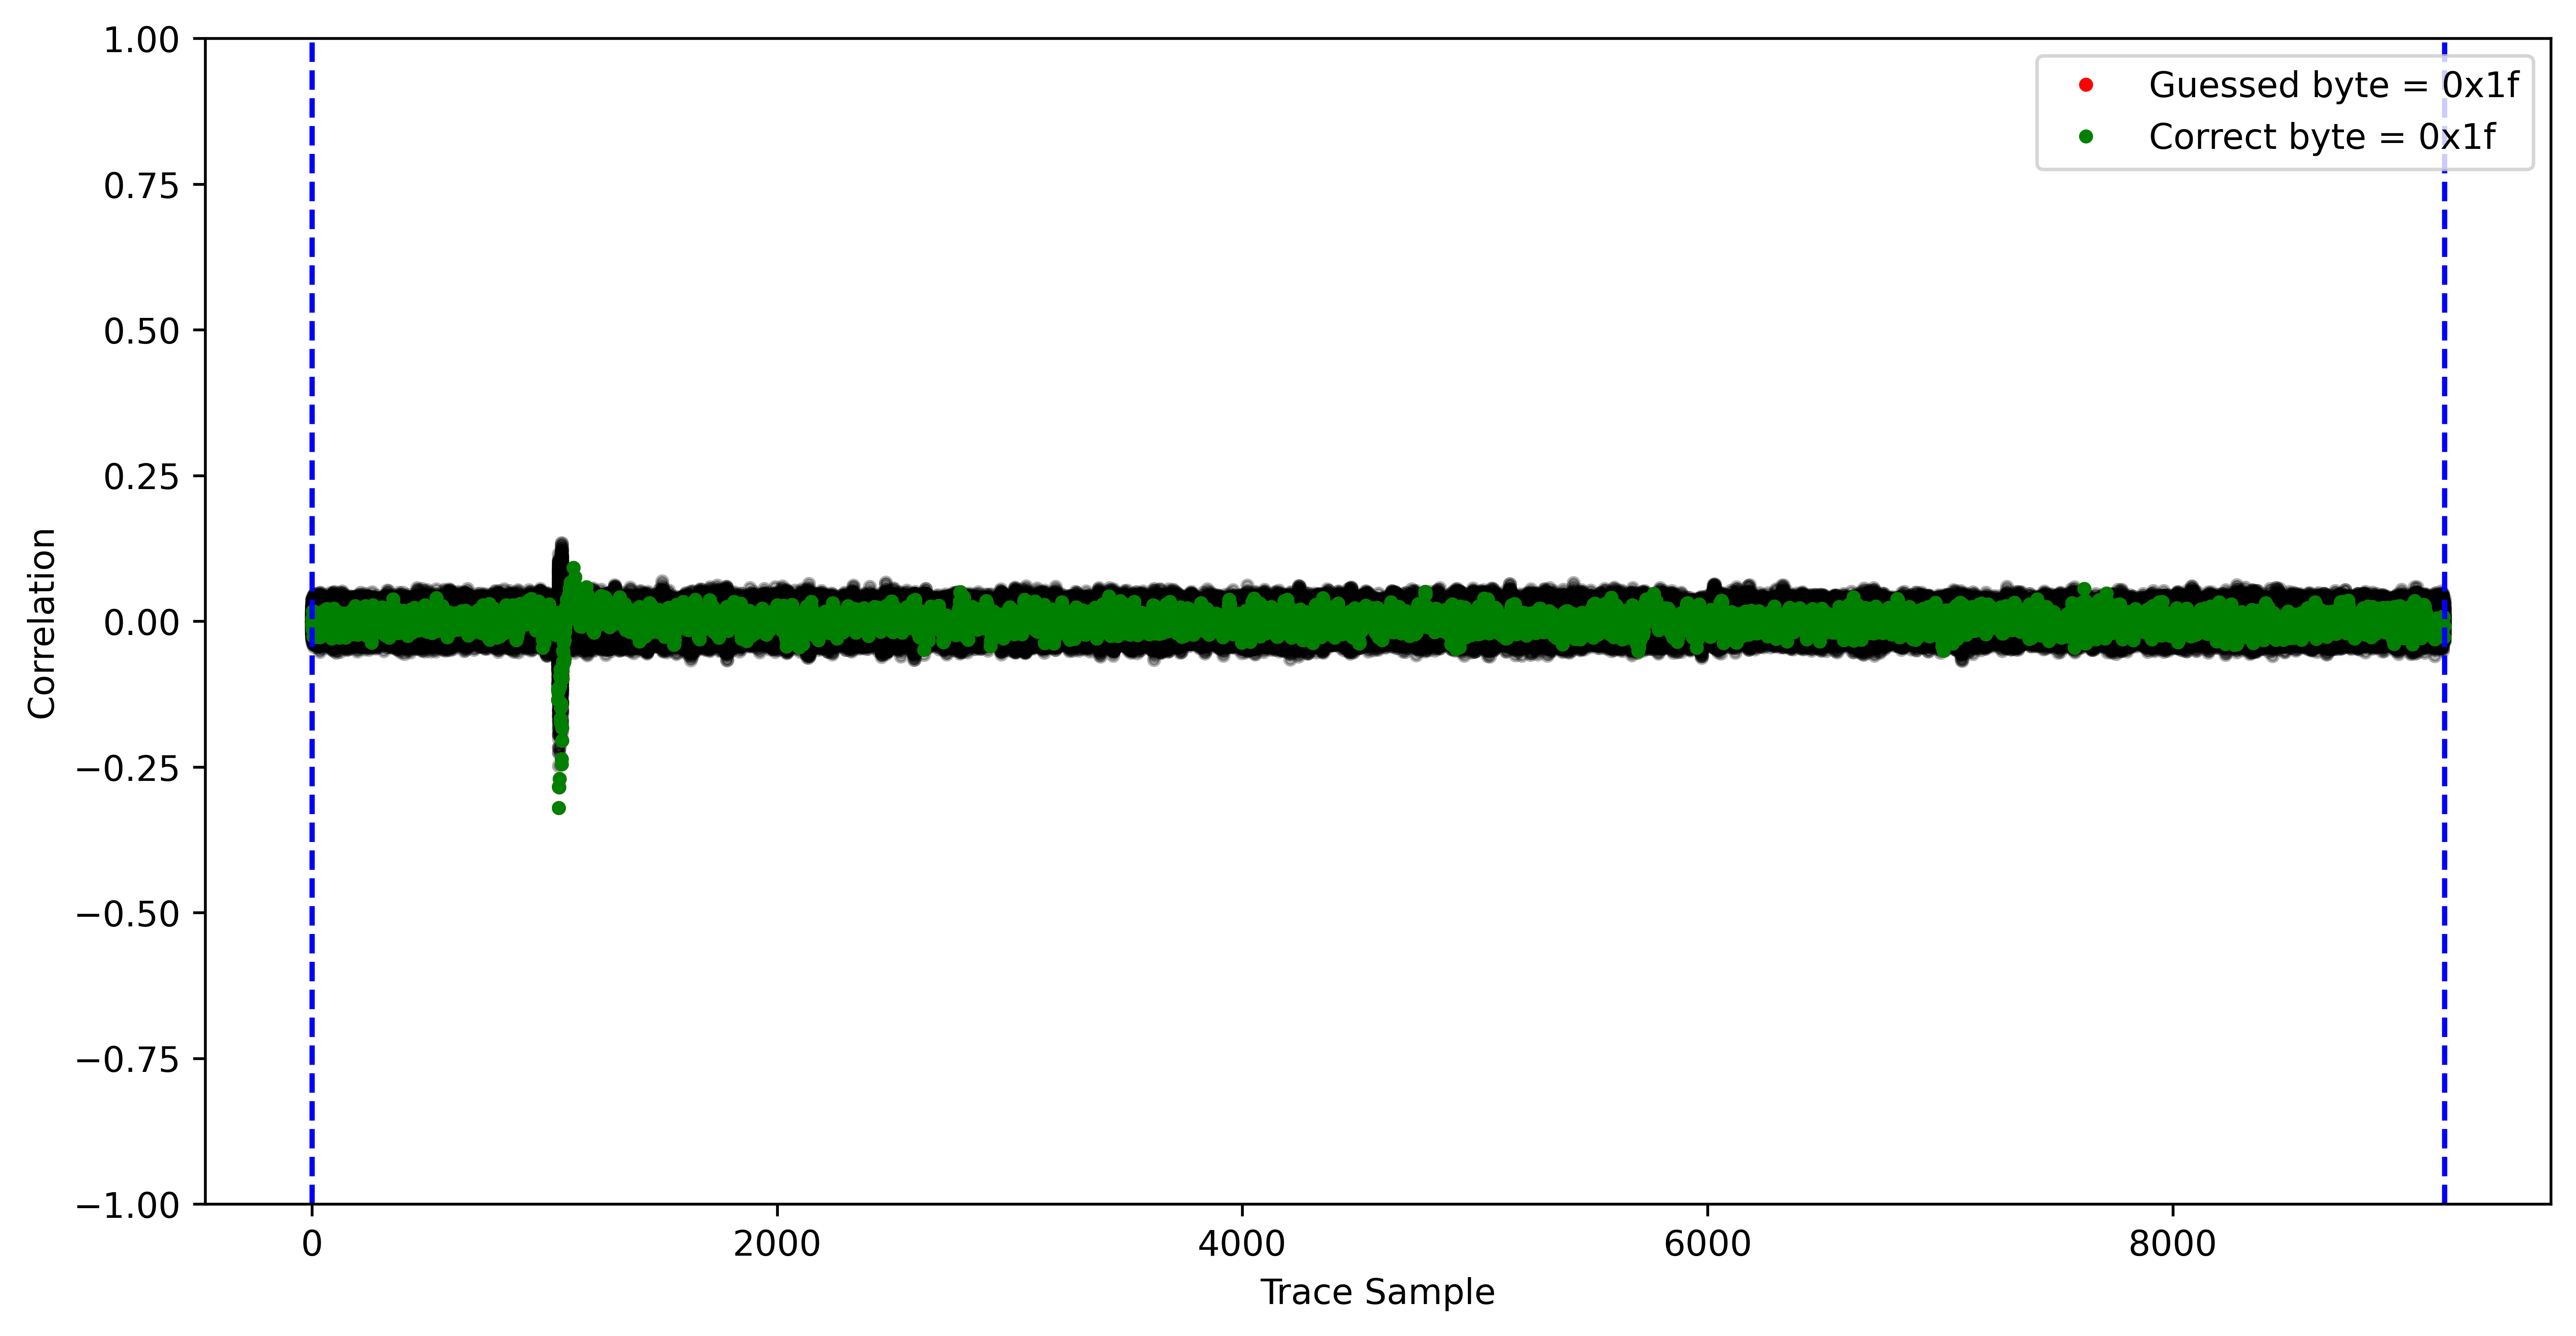 1.00
0.75
0.50
0.25
0.00
−0.25
−0.50
−0.75
−1.00
Correlation
Guessed byte = 0x1f
Correct byte = 0x1f
0 2000 4000 6000 8000
Trace Sample